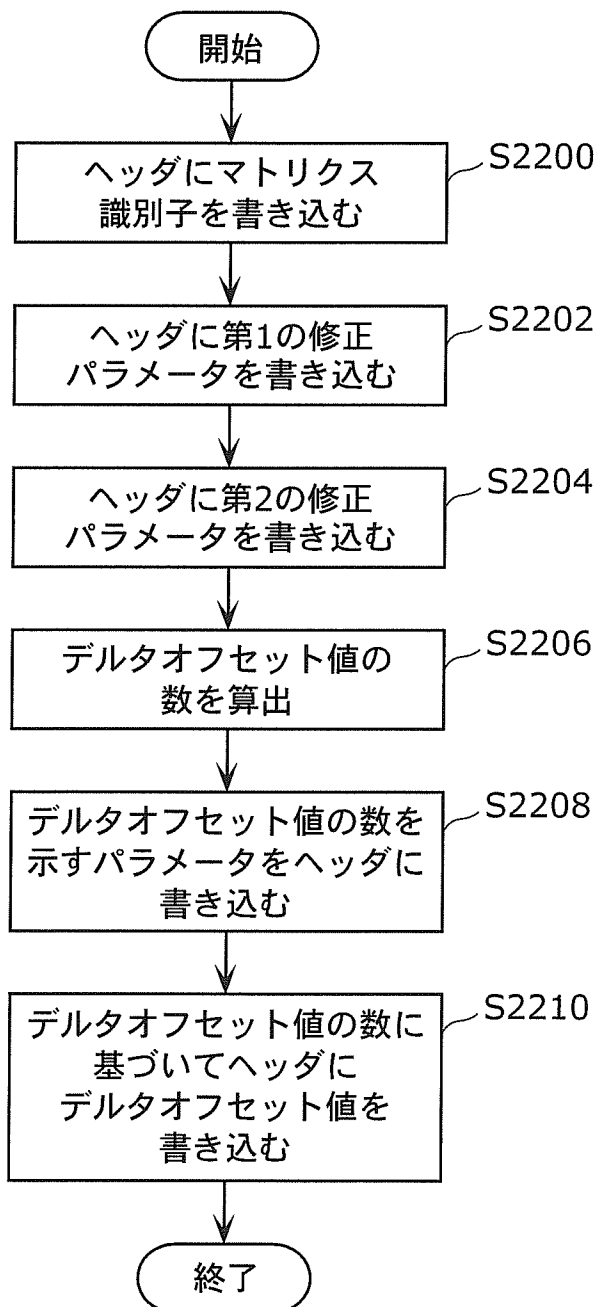 開始
ヘッダにマトリクス
識別子を書き込む
S2200
ヘッダに第1の修正
パラメータを書き込む
S2202
ヘッダに第2の修正
パラメータを書き込む
S2204
デルタオフセット値の
数を算出
S2206
デルタオフセット値の数を
示すパラメータをヘッダに
書き込む
S2208
デルタオフセット値の数に
基づいてヘッダに
デルタオフセット値を
書き込む
S2210
終了